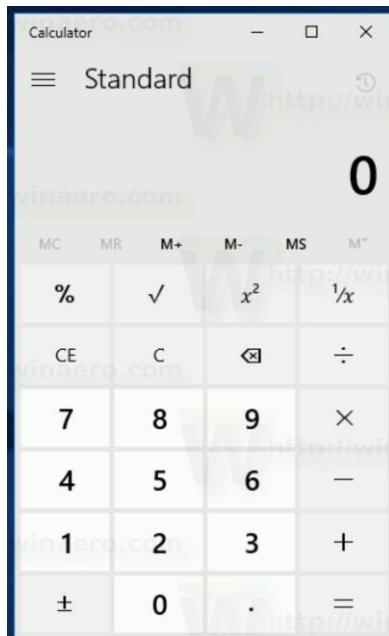 Calculator
Standard
0
MC MR M+ M- MS M˅
% √ x² ¹/x
CE C ⌫ ÷
7 8 9 ×
4 5 6 −
1 2 3 +
± 0 . =
http://win
winaero.com